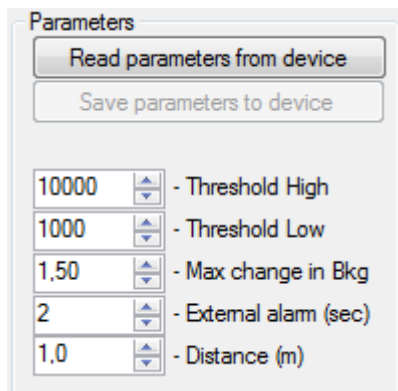 Parameters
Read parameters from device
Save parameters to device
10000 - Threshold High
1000 - Threshold Low
1,50 - Max change in Bkg
2 - External alarm (sec)
1,0 - Distance (m)